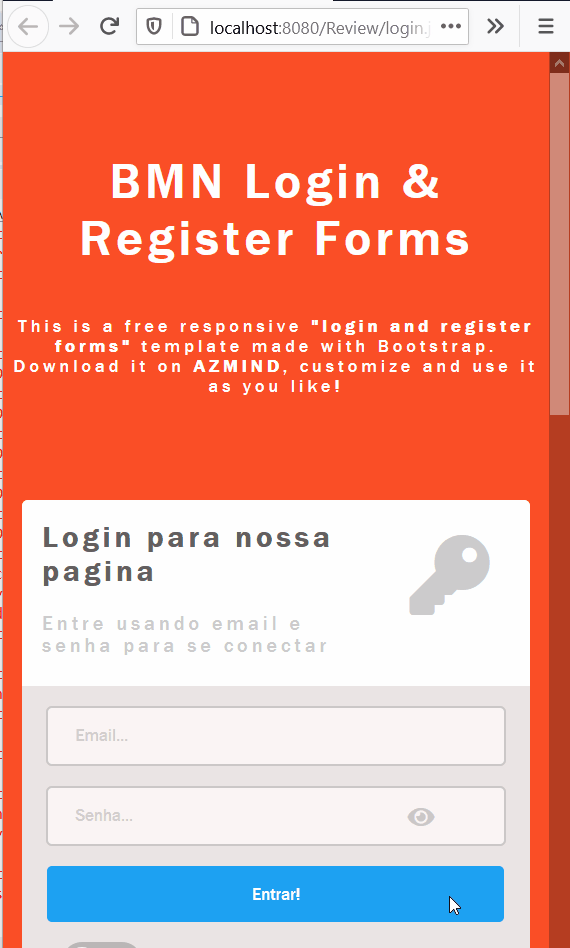 localhost:8080/Review/login.j
BMN Login &
Register Forms
This is a free responsive "login and register
forms" template made with Bootstrap.
Download it on AZMIND, customize and use it
as you like!
Login para nossa
pagina
Entre usando email e
senha para se conectar
Email...
Senha...
Entrar!